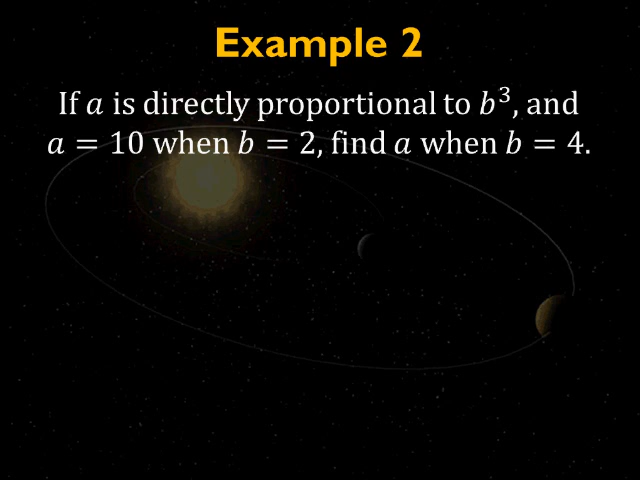 Example 2
If 𝑎 is directly proportional to 𝑏³, and
𝑎 = 10 when 𝑏 = 2, find 𝑎 when 𝑏 = 4.